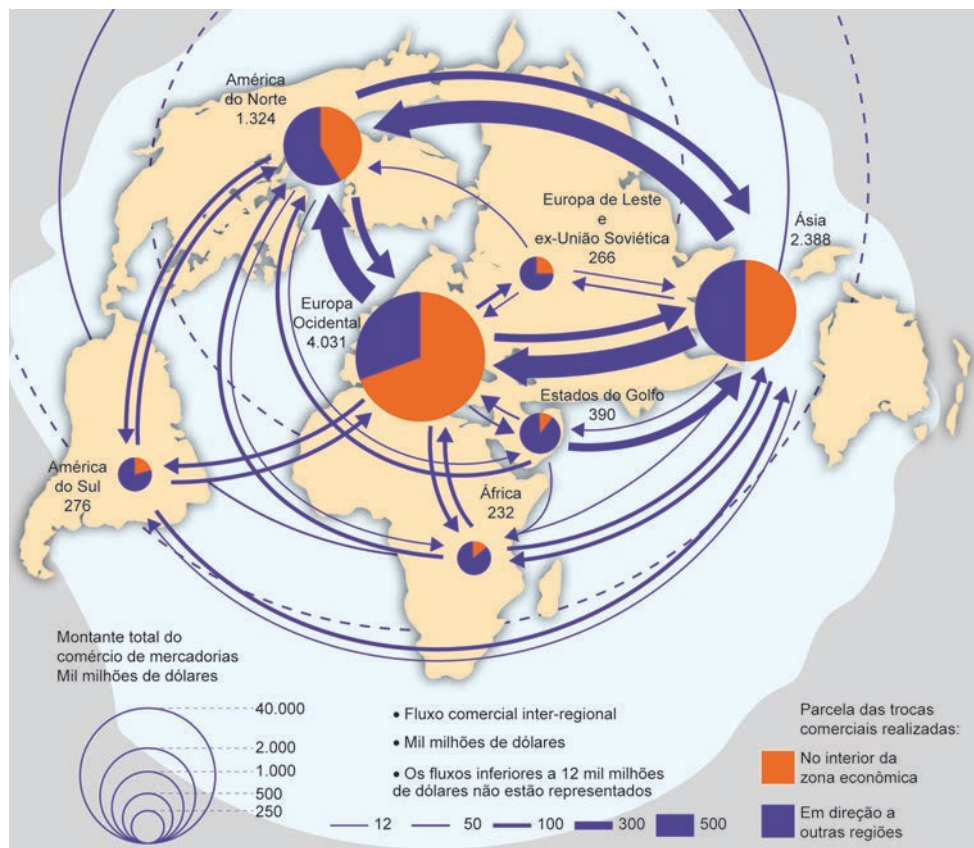 América
do Norte
1.324
Europa de Leste
e
ex-União Soviética
266
Ásia
2.388
Europa
Ocidental
4.031
Estados do Golfo
390
América
do Sul
276
África
232
Montante total do
comércio de mercadorias
Mil milhões de dólares
40.000
2.000
1.000
500
250
• Fluxo comercial inter-regional
• Mil milhões de dólares
• Os fluxos inferiores a 12 mil milhões
de dólares não estão representados
12 50 100 300 500
Parcela das trocas
comerciais realizadas:
No interior da
zona econômica
Em direção a
outras regiões